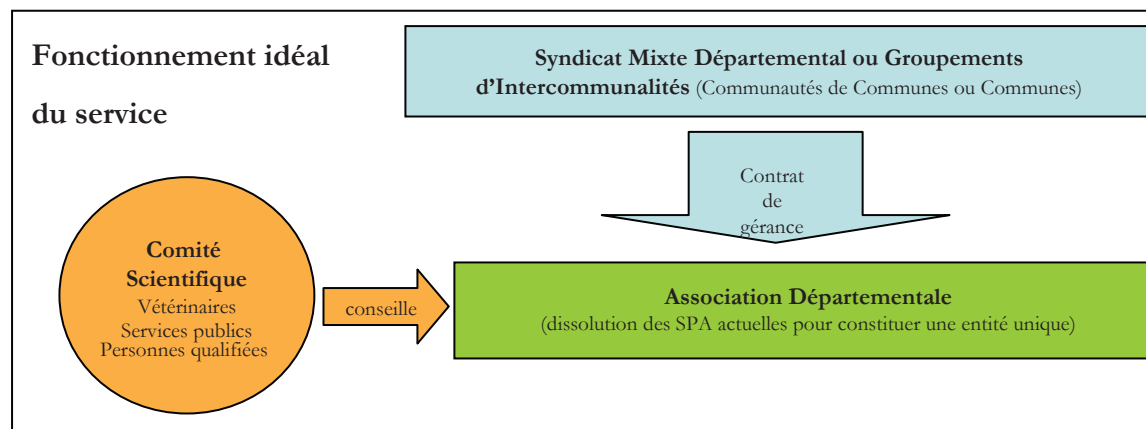 Fonctionnement idéal
du service
Syndicat Mixte Départemental ou Groupements
d'Intercommunalités (Communautés de Communes ou Communes)
Contrat
de
gérance
Comité
Scientifique
Vétérinaires
Services publics
Personnes qualifiées
conseille
Association Départementale
(dissolution des SPA actuelles pour constituer une entité unique)